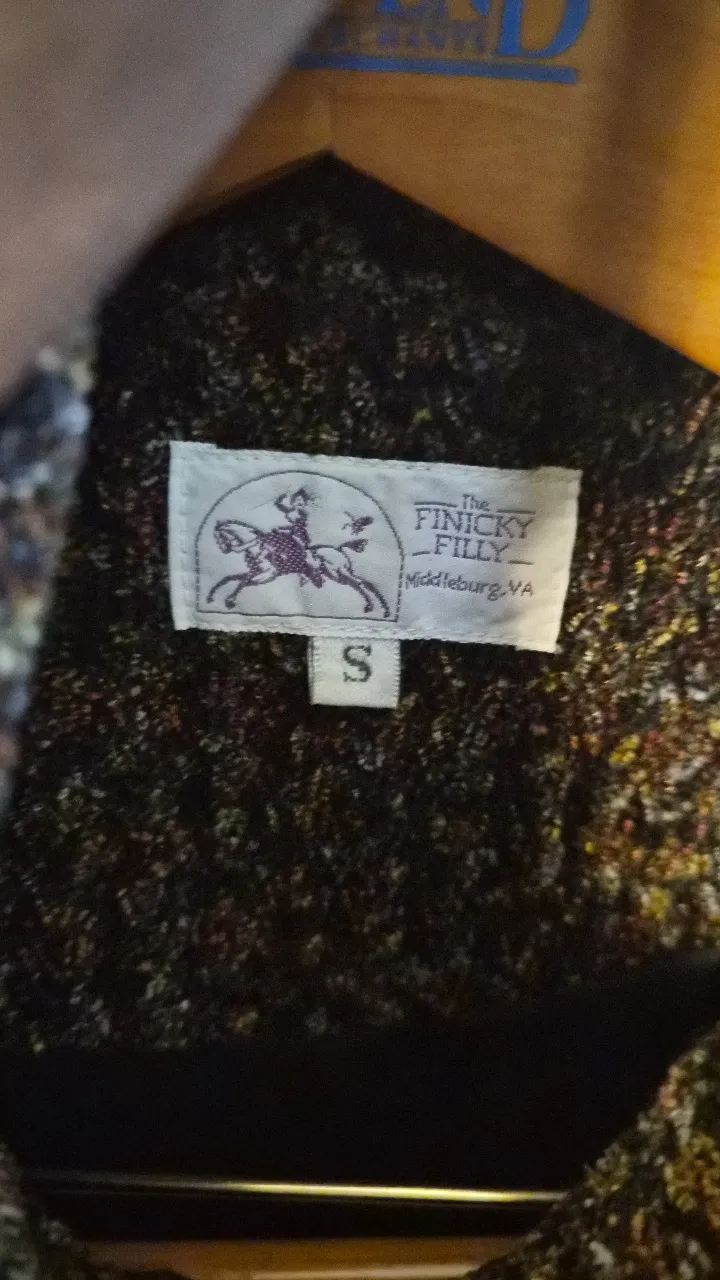 The
FINICKY
FILLY
Middleburg, VA
S